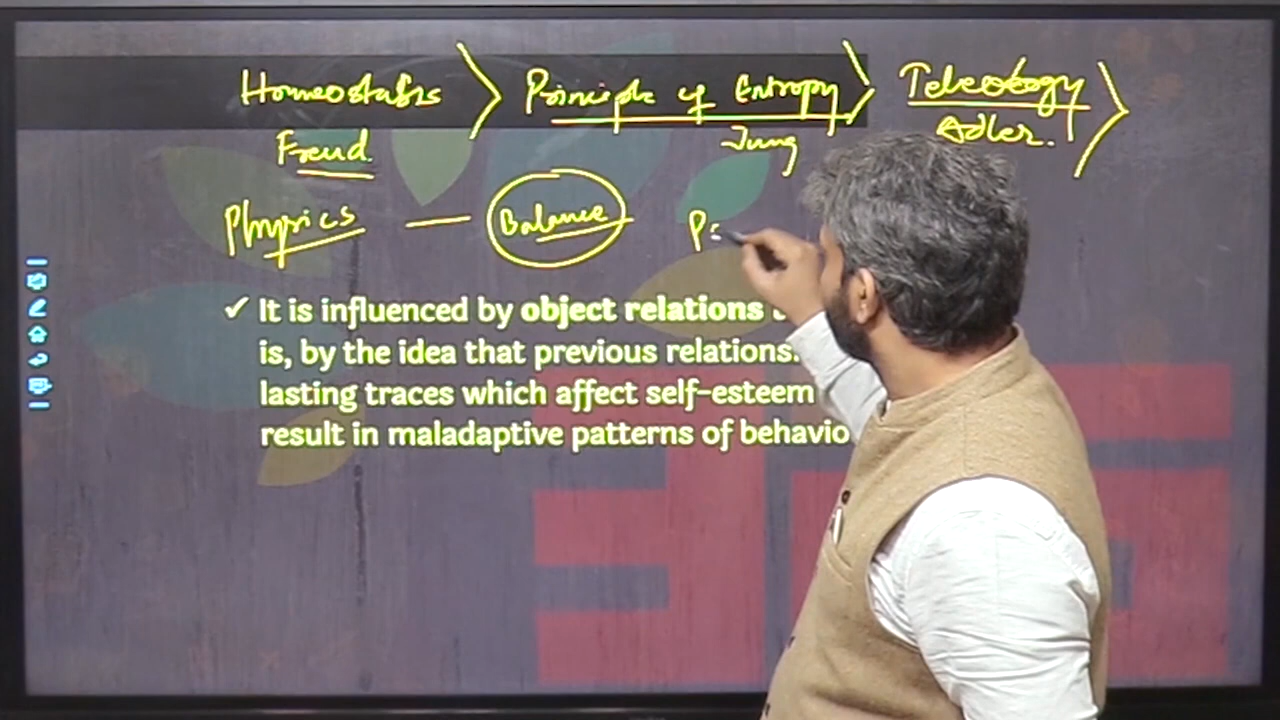 Homeostasis > Principle of Entropy > Teleology >
Freud. Jung Adler.
Physics — Balance Ps
✓ It is influenced by object relations
is, by the idea that previous relations
lasting traces which affect self-esteem
result in maladaptive patterns of behavio